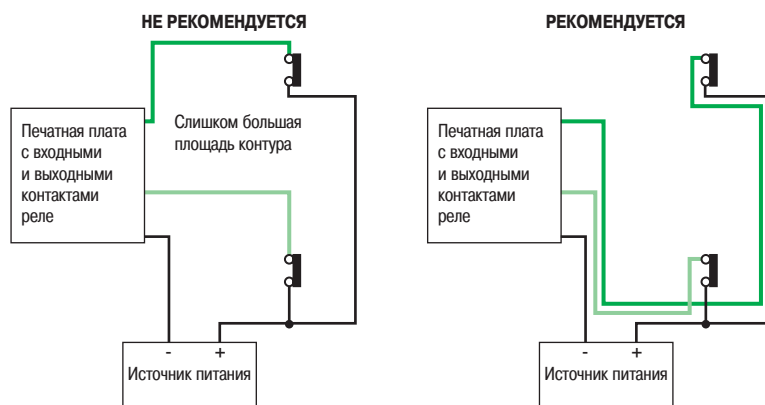 НЕ РЕКОМЕНДУЕТСЯ
Печатная плата
с входными
и выходными
контактами
реле
Слишком большая
площадь контура
- +
Источник питания
РЕКОМЕНДУЕТСЯ
Печатная плата
с входными
и выходными
контактами
реле
- +
Источник питания